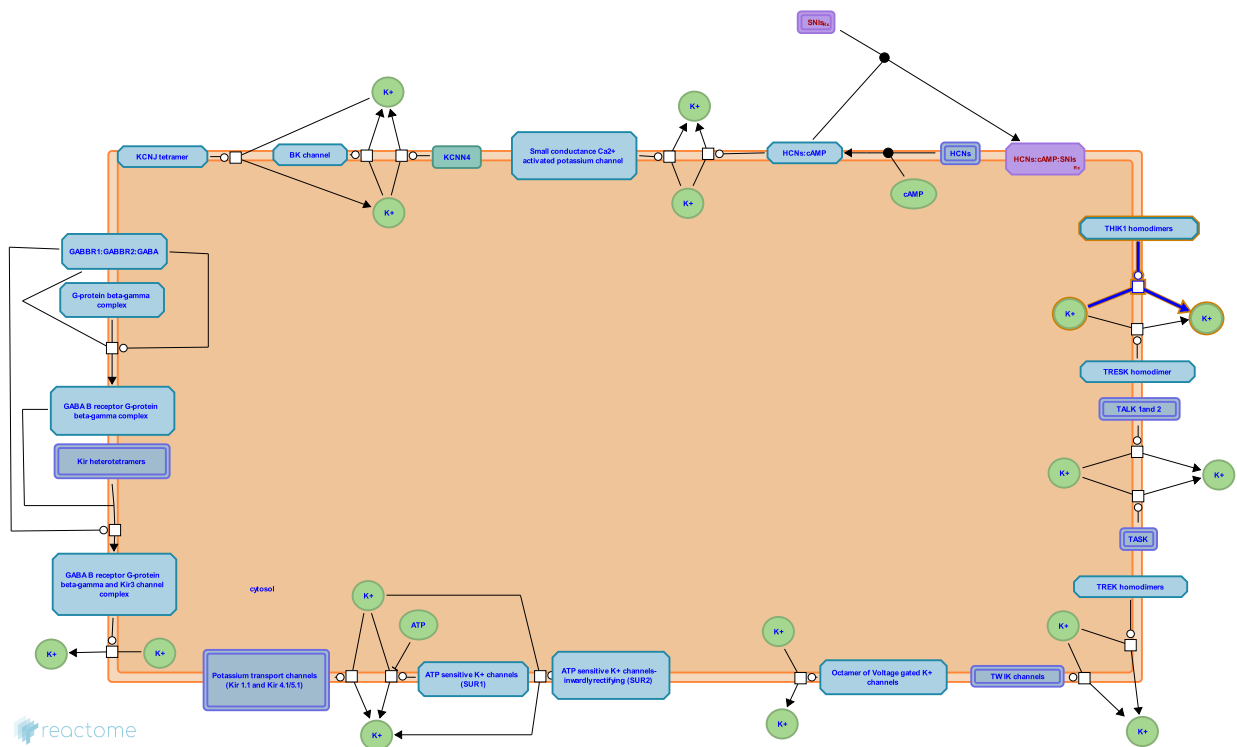 SNIs Rx
K+
K+
KCNJ tetramer
BK channel
KCNN4
Small conductance Ca2+
activated potassium channel
HCNs:cAMP
HCNs
HCNs:cAMP:SNIs
Rx
cAMP
K+
K+
THIK1 homodimers
GABBR1:GABBR2:GABA
G-protein beta-gamma
complex
K+
K+
TRESK homodimer
GABA B receptor G-protein
beta-gamma complex
TALK 1and 2
Kir heterotetramers
K+
K+
TASK
GABA B receptor G-protein
beta-gamma and Kir3 channel
complex
cytosol
TREK homodimers
K+
ATP
K+
K+
K+
K+
Potassium transport channels
(Kir 1.1 and Kir 4.1/5.1)
ATP sensitive K+ channels
(SUR1)
ATP sensitive K+ channels-
inwardly rectifying (SUR2)
Octamer of Voltage gated K+
channels
TWIK channels
K+
K+
K+
reactome